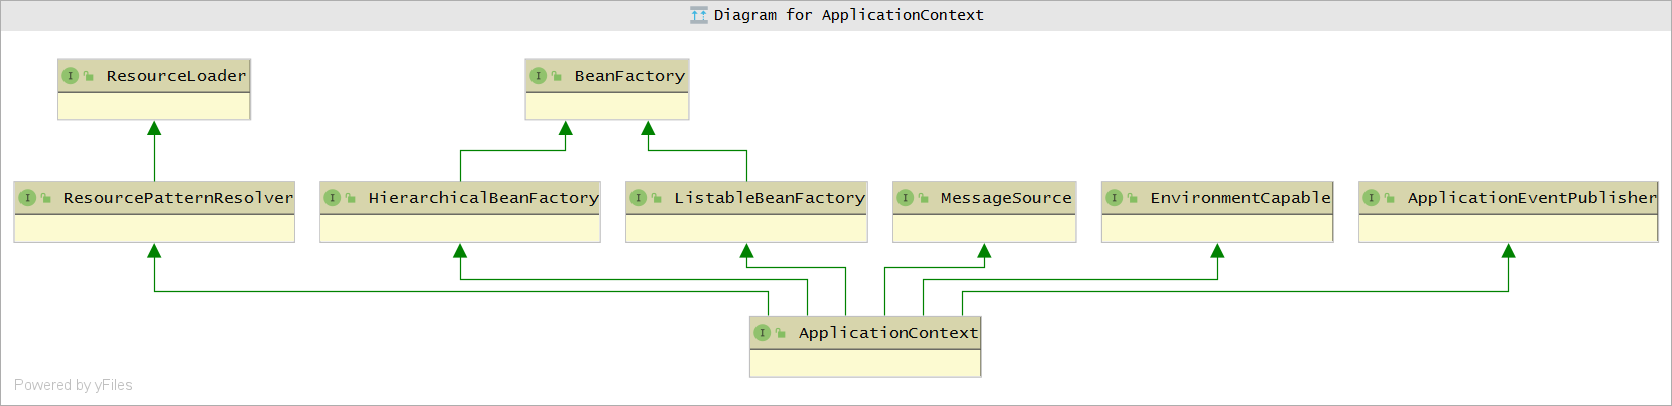 Diagram for ApplicationContext
I ResourceLoader
I BeanFactory
I ResourcePatternResolver
I HierarchicalBeanFactory
I ListableBeanFactory
I MessageSource
I EnvironmentCapable
I ApplicationEventPublisher
I ApplicationContext
Powered by yFiles